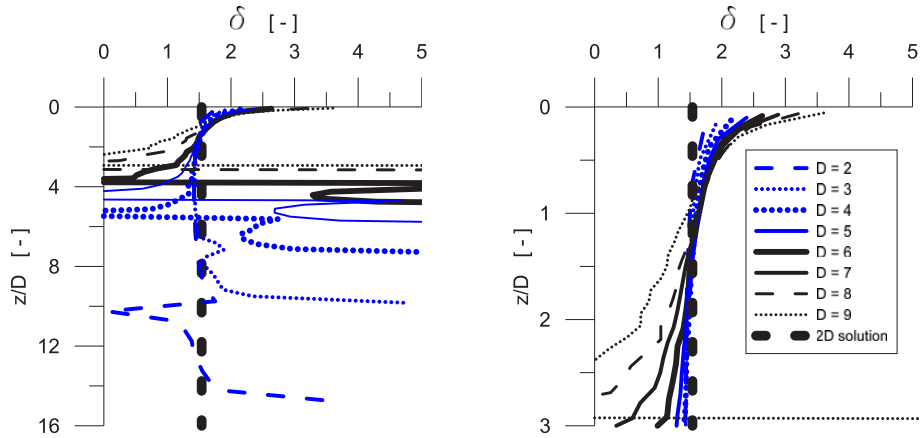 δ [ - ]
0 1 2 3 4 5
0
4
8
12
16
z/D [ - ]
δ [ - ]
0 1 2 3 4 5
0
1
2
3
z/D [ - ]
D = 2
D = 3
D = 4
D = 5
D = 6
D = 7
D = 8
D = 9
2D solution